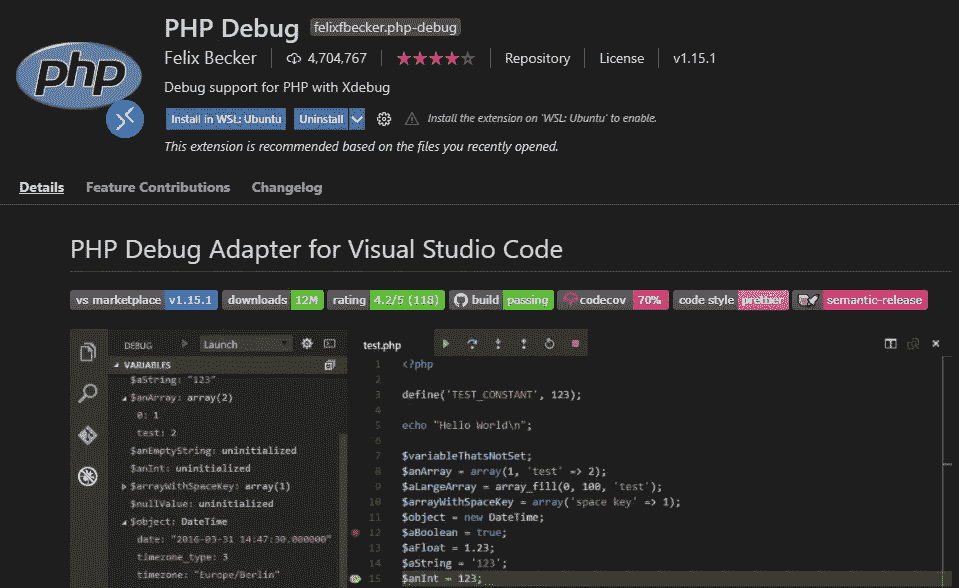 php
PHP Debug felixfbecker.php-debug
Felix Becker 4,704,767 Repository License v1.15.1
Debug support for PHP with Xdebug
Install in WSL: Ubuntu Uninstall Install the extension on 'WSL: Ubuntu' to enable.
This extension is recommended based on the files you recently opened.
Details Feature Contributions Changelog
PHP Debug Adapter for Visual Studio Code
vs marketplace v1.15.1 downloads 12M rating 4.2/5 (118) build passing codecov 70% code style prettier semantic-release
DEBUG Launch
VARIABLES
$aString: "123"
$anArray: array(2)
0: 1
test: 2
$anEmptyString: uninitialized
$anInt: uninitialized
$arrayWithSpaceKey: array(1)
$nullValue: uninitialized
$object: DateTime
date: "2016-03-31 14:47:30.000000"
timezone_type: 3
timezone: "Europe/Berlin"
test.php
1 <?php
2
3 define('TEST_CONSTANT', 123);
4
5 echo "Hello World\n";
6
7 $variableThatsNotSet;
8 $anArray = array(1, 'test' => 2);
9 $aLargeArray = array_fill(0, 100, 'test');
10 $arrayWithSpaceKey = array('space key' => 1);
11 $object = new DateTime;
12 $aBoolean = true;
13 $aFloat = 1.23;
14 $aString = '123';
15 $anInt = 123;